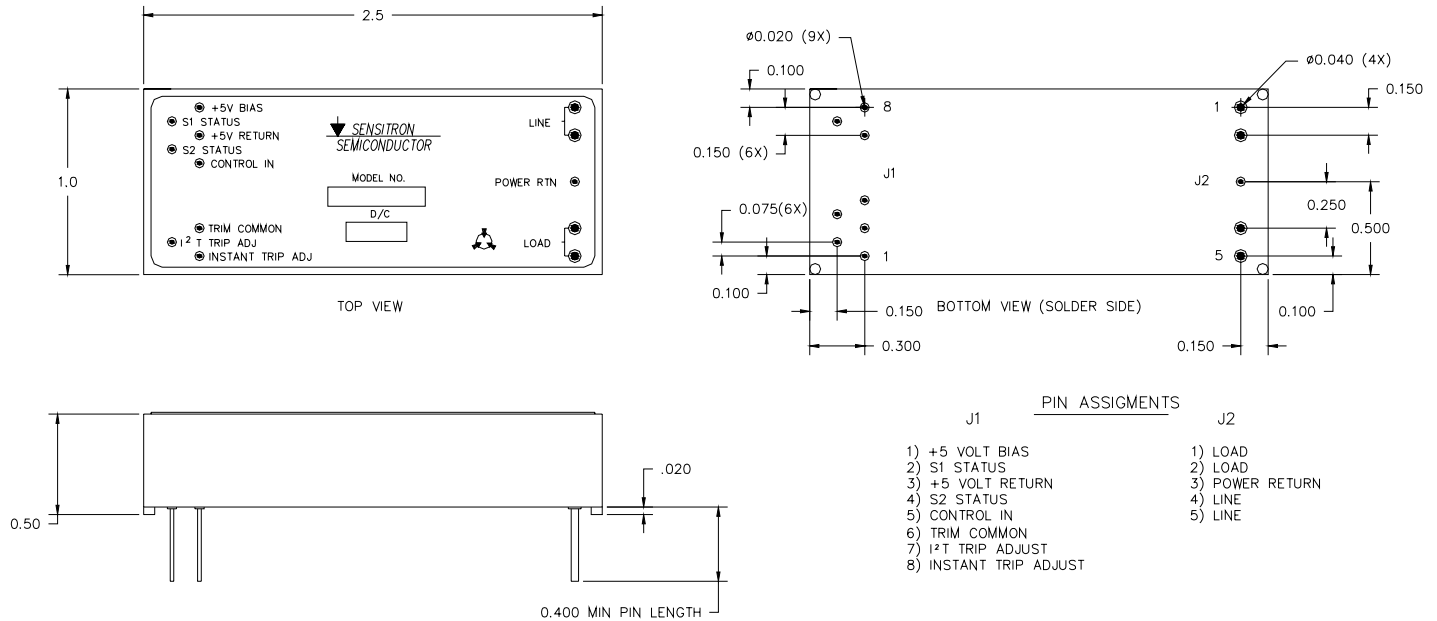 2.5
1.0
+5V BIAS
S1 STATUS
+5V RETURN
S2 STATUS
CONTROL IN
TRIM COMMON
I² T TRIP ADJ
INSTANT TRIP ADJ
SENSITRON
SEMICONDUCTOR
MODEL NO.
D/C
LINE
POWER RTN
LOAD
TOP VIEW
ø0.020 (9X)
ø0.040 (4X)
0.100
0.150
8
1
0.150 (6X)
J1
J2
0.075(6X)
0.250
0.500
1
5
0.100
0.150
0.300
BOTTOM VIEW (SOLDER SIDE)
0.100
0.150
0.50
.020
0.400 MIN PIN LENGTH
PIN ASSIGMENTS
J1
1) +5 VOLT BIAS
2) S1 STATUS
3) +5 VOLT RETURN
4) S2 STATUS
5) CONTROL IN
6) TRIM COMMON
7) I²T TRIP ADJUST
8) INSTANT TRIP ADJUST
J2
1) LOAD
2) LOAD
3) POWER RETURN
4) LINE
5) LINE